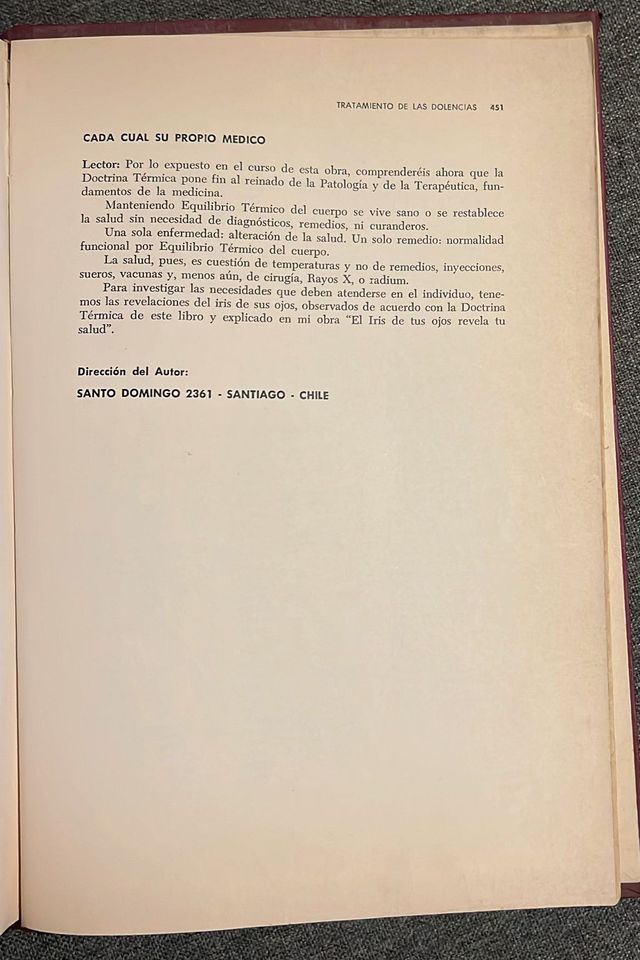 TRATAMIENTO DE LAS DOLENCIAS 451
CADA CUAL SU PROPIO MEDICO
Lector: Por lo expuesto en el curso de esta obra, comprenderéis ahora que la
Doctrina Térmica pone fin al reinado de la Patología y de la Terapéutica, fun-
damentos de la medicina.
Manteniendo Equilibrio Térmico del cuerpo se vive sano o se restablece
la salud sin necesidad de diagnósticos, remedios, ni curanderos.
Una sola enfermedad: alteración de la salud. Un solo remedio: normalidad
funcional por Equilibrio Térmico del cuerpo.
La salud, pues, es cuestión de temperaturas y no de remedios, inyecciones,
sueros, vacunas y, menos aún, de cirugía, Rayos X, o radium.
Para investigar las necesidades que deben atenderse en el individuo, tene-
mos las revelaciones del iris de sus ojos, observados de acuerdo con la Doctrina
Térmica de este libro y explicado en mi obra "El Iris de tus ojos revela tu
salud".
Dirección del Autor:
SANTO DOMINGO 2361 - SANTIAGO - CHILE